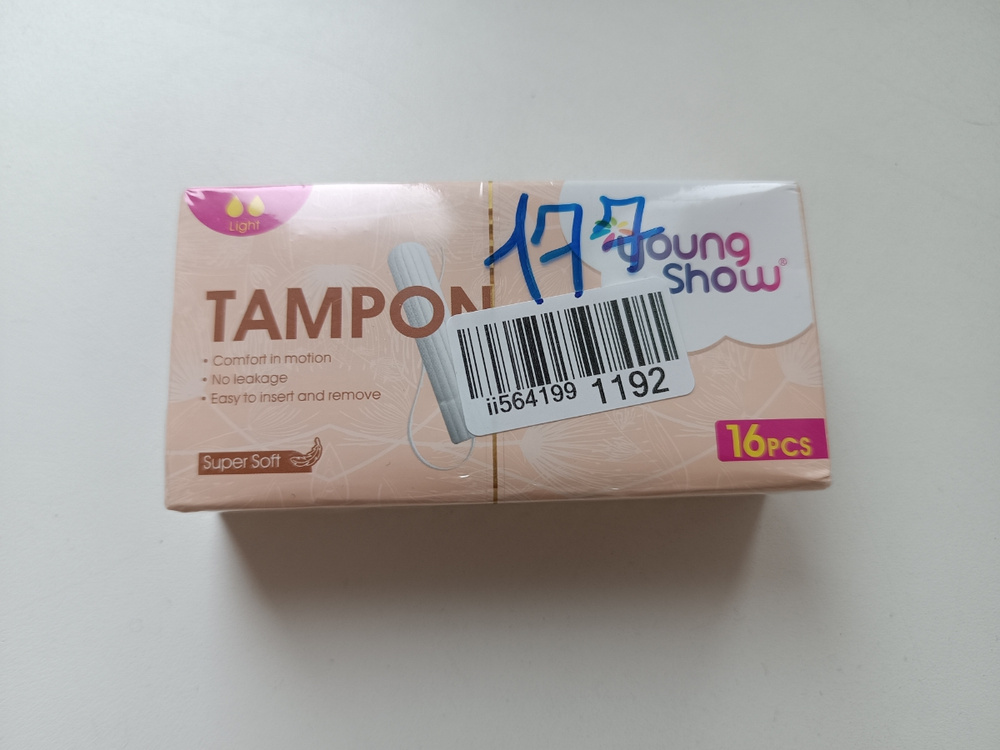 Light
177
young
show®
TAMPON
• Comfort in motion
• No leakage
• Easy to insert and remove
ii564199 1192
Super Soft
16PCS